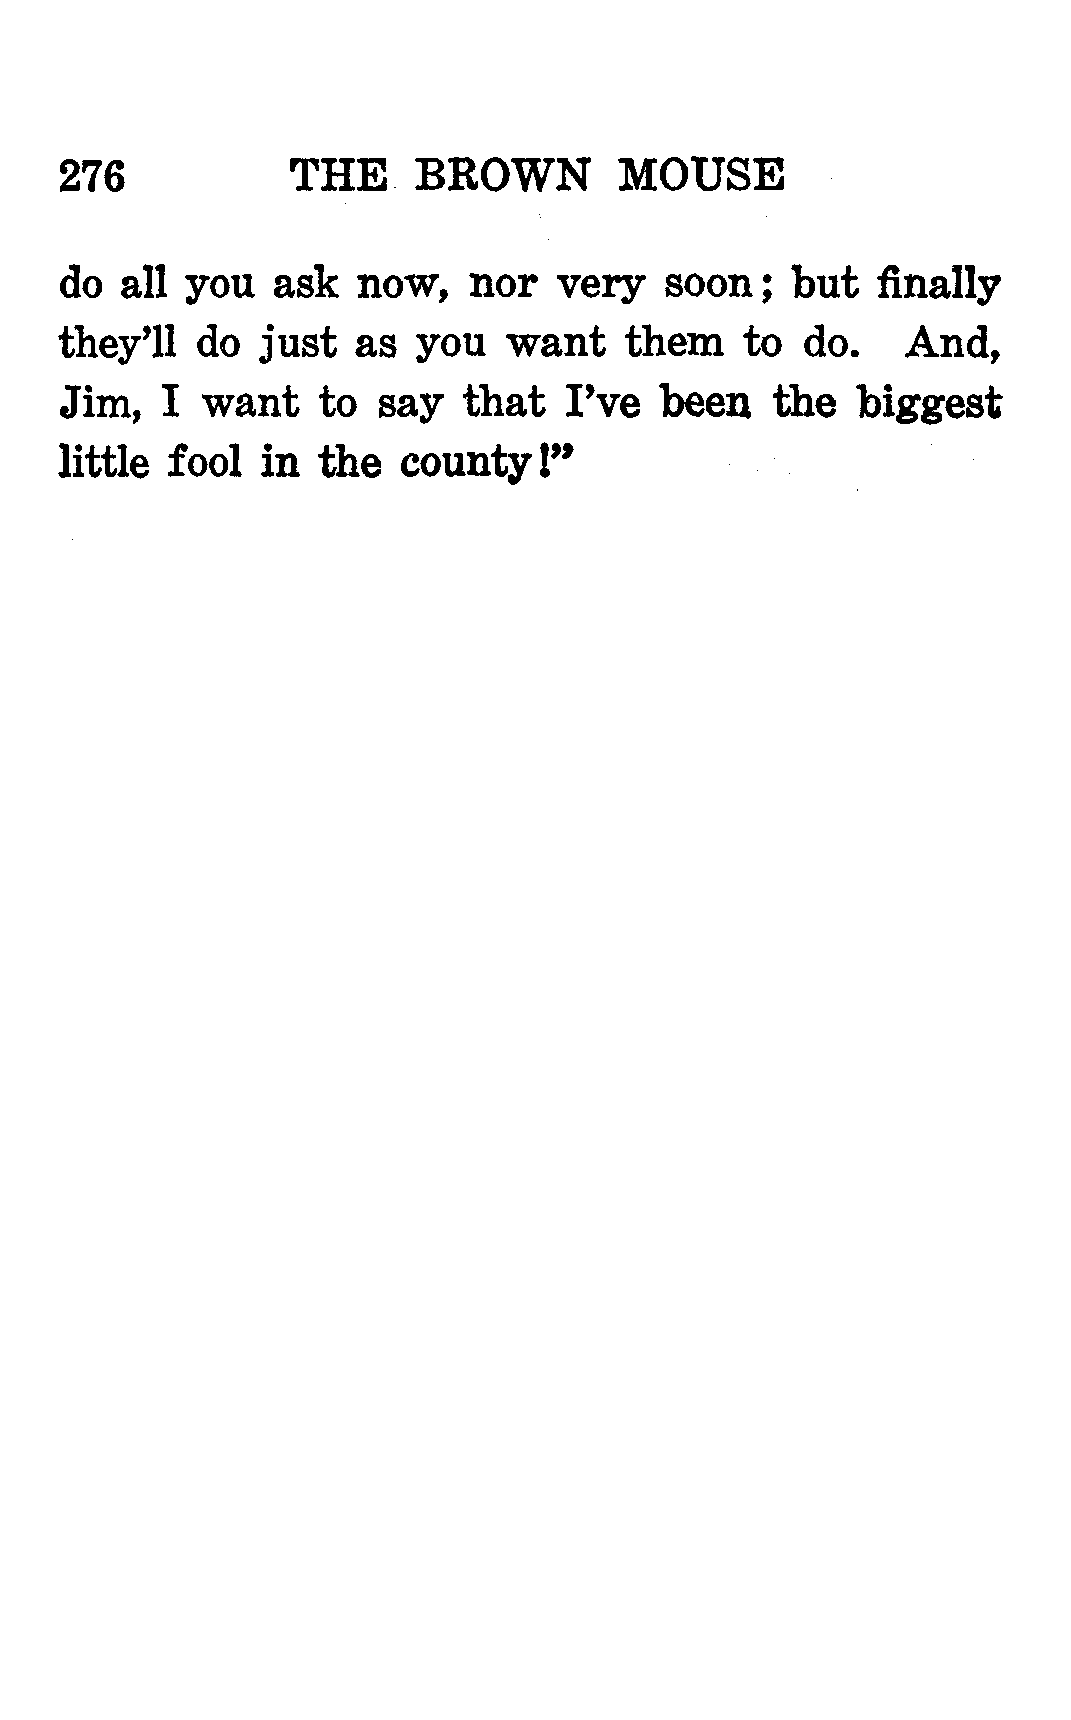 276 THE BROWN MOUSE
do all you ask now, nor very soon; but finally
they’ll do just as you want them to do. And,
Jim, I want to say that I’ve been the biggest
little fool in the county!”